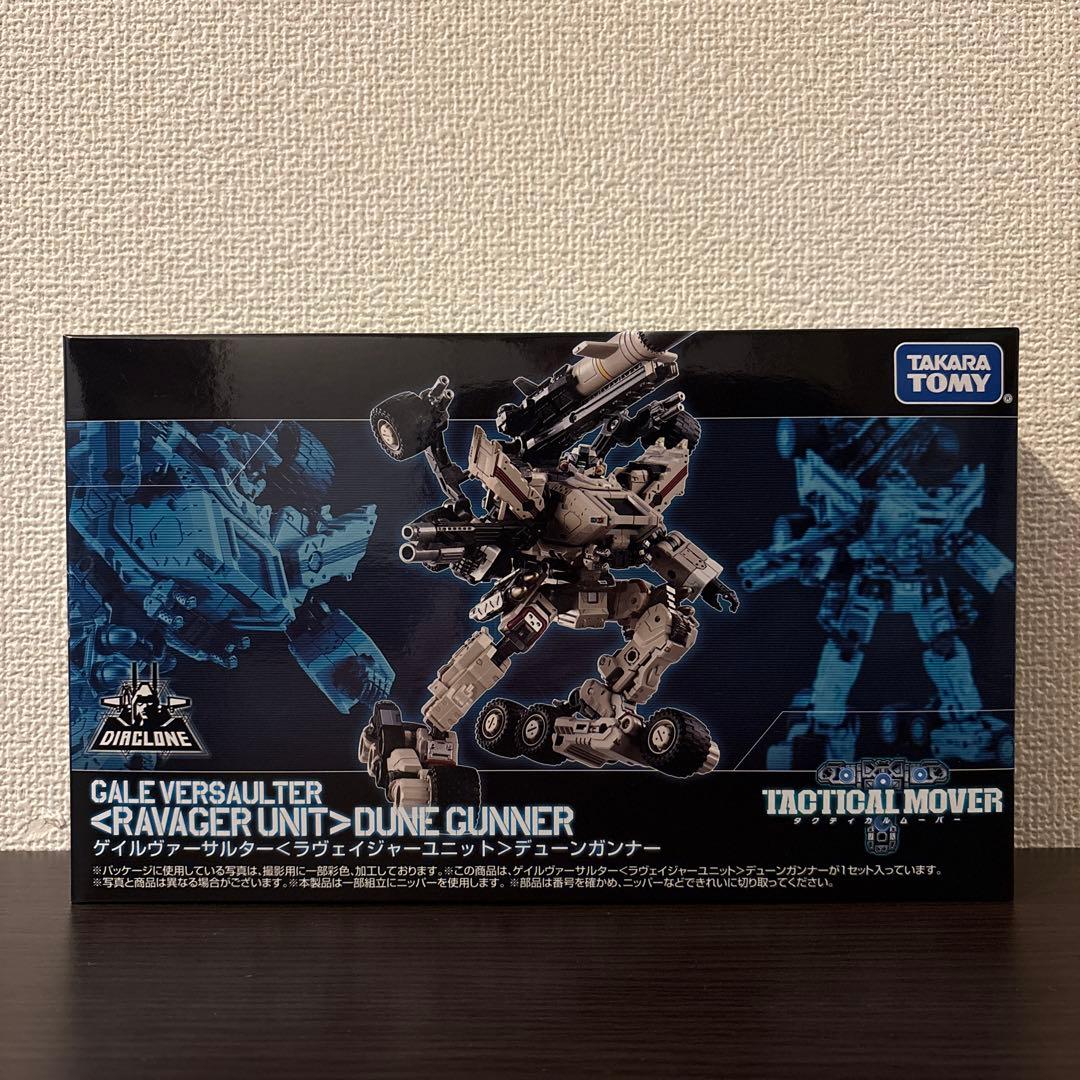 TAKARA
TOMY
DIACLONE
GALE VERSAULTER
<RAVAGER UNIT>DUNE GUNNER
ゲイルヴァーサルター<ラヴェイジャーユニット>デューンガンナー
TACTICAL MOVER
タクティカルムーバー
※パッケージに使用している写真は、撮影用に一部彩色、加工しております。※この商品は、ゲイルヴァーサルター<ラヴェイジャーユニット>デューンガンナーが1セット入っています。
※写真と商品は異なる場合がございます。※本製品は一部組立にニッパーを使用します。※部品は番号を確かめ、ニッパーなどできれいに切り取ってください。